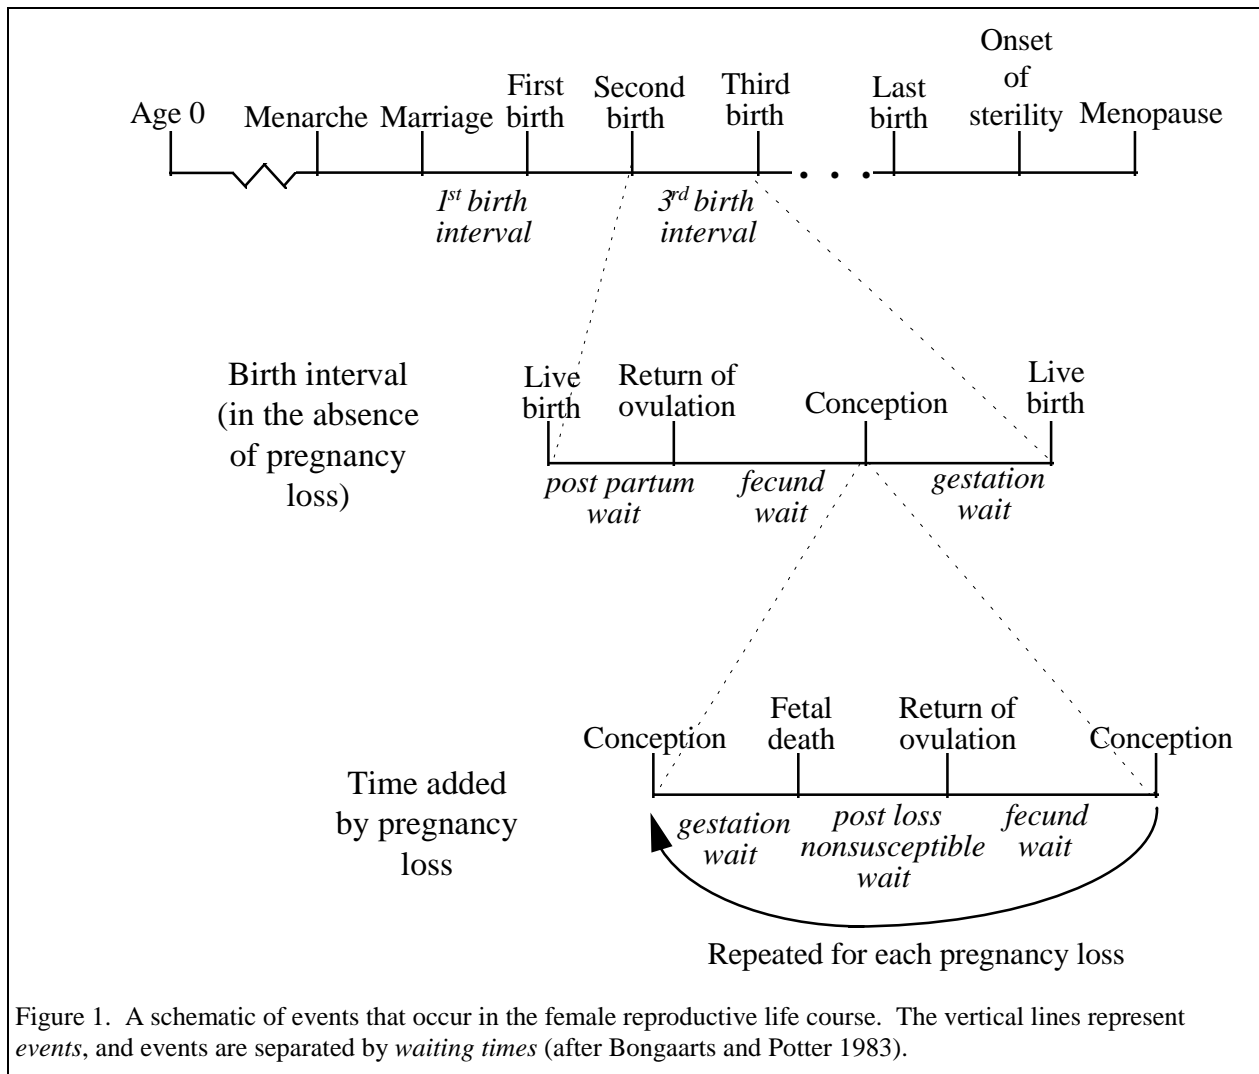 Age 0
Menarche
Marriage
First
birth
Second
birth
Third
birth
Last
birth
Onset
of
sterility
Menopause
1st birth
interval
3rd birth
interval
Birth interval
(in the absence
of pregnancy
loss)
Live
birth
Return of
ovulation
Conception
Live
birth
post partum
wait
fecund
wait
gestation
wait
Time added
by pregnancy
loss
Conception
Fetal
death
Return of
ovulation
Conception
gestation
wait
post loss
nonsusceptible
wait
fecund
wait
Repeated for each pregnancy loss
Figure 1.  A schematic of events that occur in the female reproductive life course.  The vertical lines represent
events, and events are separated by waiting times (after Bongaarts and Potter 1983).